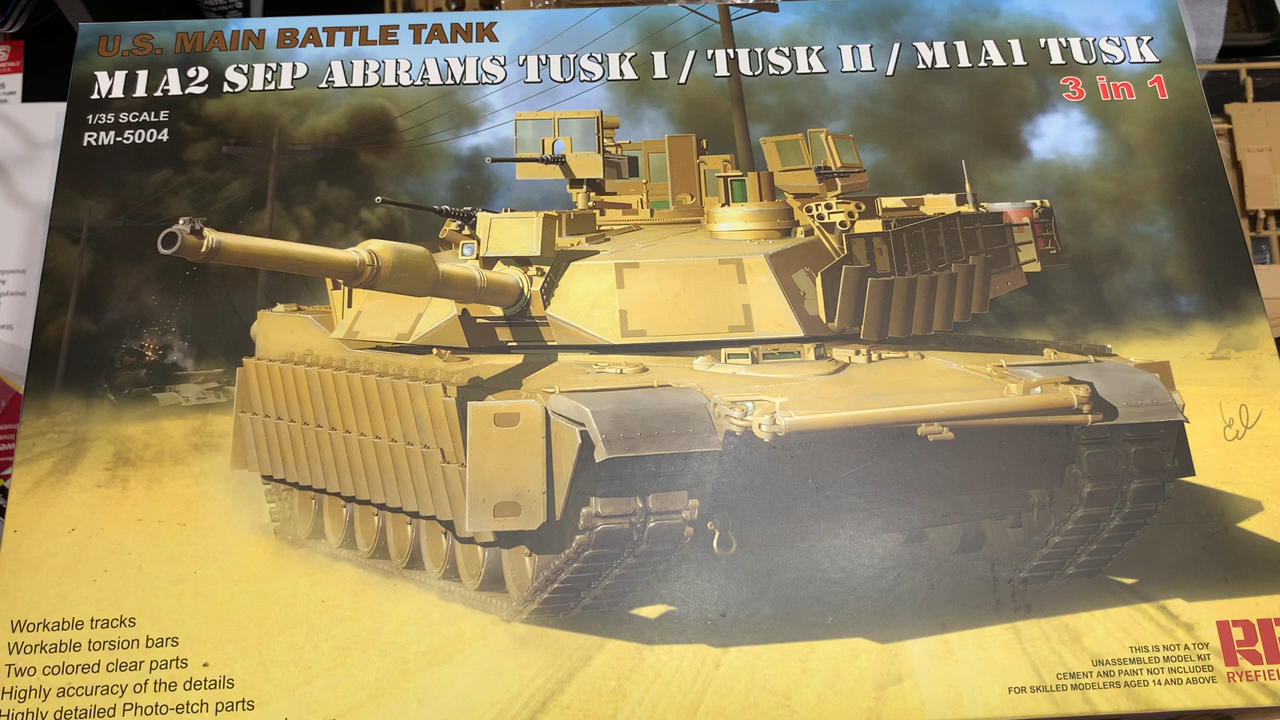 U.S. MAIN BATTLE TANK
M1A2 SEP ABRAMS TUSK I / TUSK II / M1A1 TUSK
3 in 1
1/35 SCALE
RM-5004
Workable tracks
Workable torsion bars
Two colored clear parts
Highly accuracy of the details
Highly detailed Photo-etch parts
THIS IS NOT A TOY
UNASSEMBLED MODEL KIT
CEMENT AND PAINT NOT INCLUDED
FOR SKILLED MODELERS AGED 14 AND ABOVE